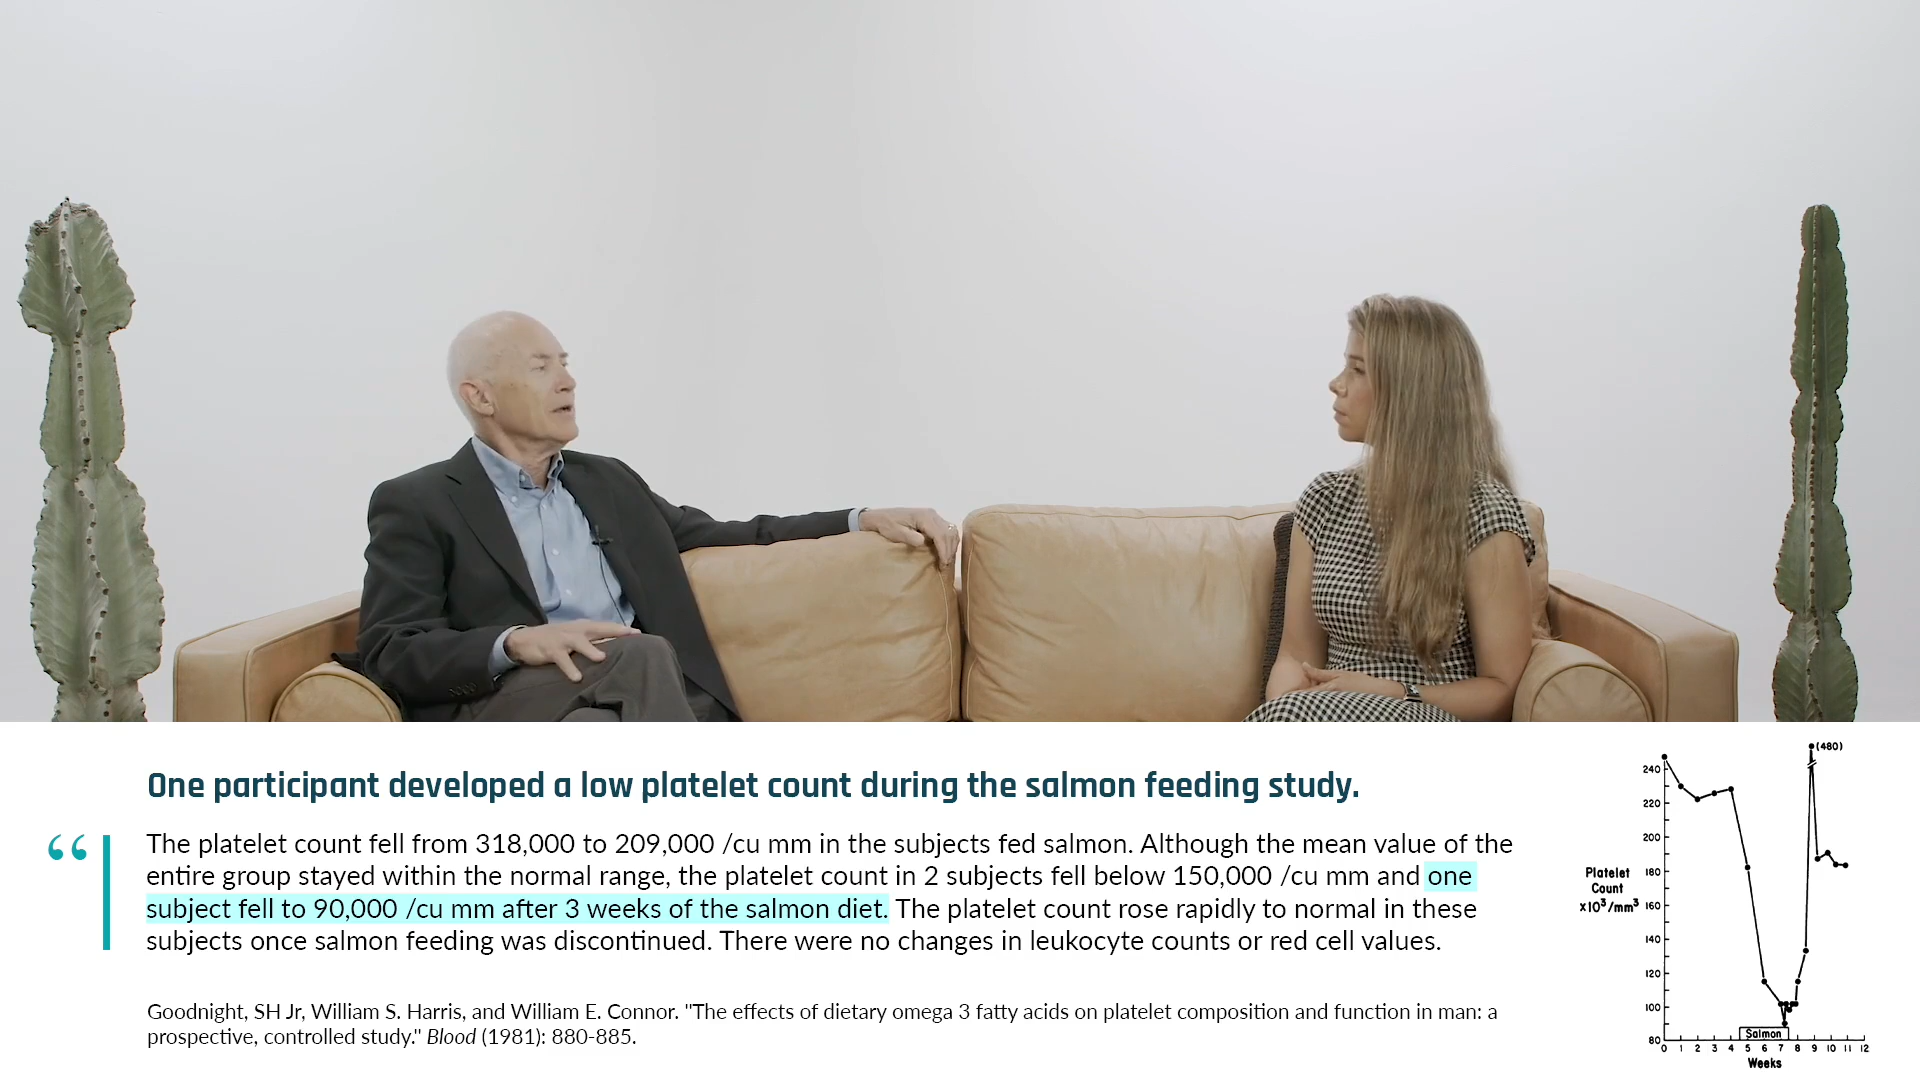 One participant developed a low platelet count during the salmon feeding study.
“
The platelet count fell from 318,000 to 209,000 /cu mm in the subjects fed salmon. Although the mean value of the
entire group stayed within the normal range, the platelet count in 2 subjects fell below 150,000 /cu mm and one
subject fell to 90,000 /cu mm after 3 weeks of the salmon diet. The platelet count rose rapidly to normal in these
subjects once salmon feeding was discontinued. There were no changes in leukocyte counts or red cell values.
Goodnight, SH Jr, William S. Harris, and William E. Connor. "The effects of dietary omega 3 fatty acids on platelet composition and function in man: a
prospective, controlled study." Blood (1981): 880-885.
(480)
240
220
200
180
160
140
120
100
80
Platelet
Count
x10³/mm³
Salmon
0 1 2 3 4 5 6 7 8 9 10 11 12
Weeks